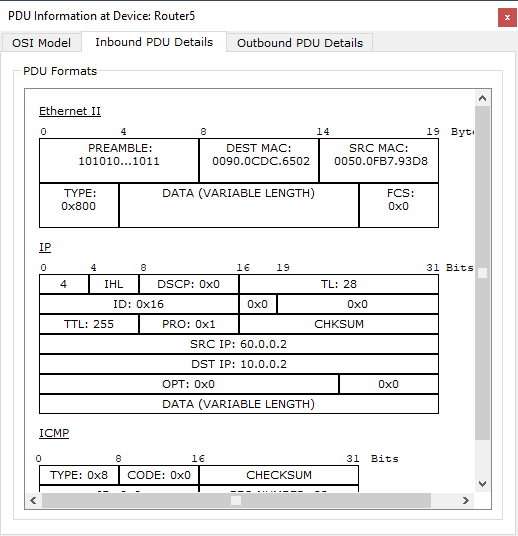 PDU Information at Device: Router5
x
OSI Model Inbound PDU Details Outbound PDU Details
PDU Formats
Ethernet II
0 4 8 14 19 Byte
PREAMBLE: DEST MAC: SRC MAC:
101010...1011 0090.0CDC.6502 0050.0FB7.93D8
TYPE: DATA (VARIABLE LENGTH) FCS:
0x800 0x0
IP
0 4 8 16 19 31 Bits
4 IHL DSCP: 0x0 TL: 28
ID: 0x16 0x0 0x0
TTL: 255 PRO: 0x1 CHKSUM
SRC IP: 60.0.0.2
DST IP: 10.0.0.2
OPT: 0x0 0x0
DATA (VARIABLE LENGTH)
ICMP
0 8 16 31 Bits
TYPE: 0x8 CODE: 0x0 CHECKSUM